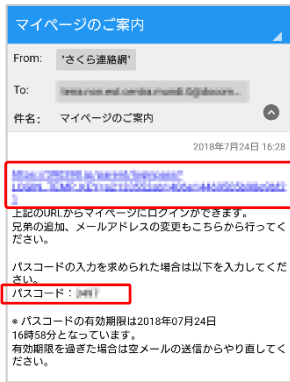 マイページのご案内
From: 'さくら連絡網'
To:
件名: マイページのご案内
2018年7月24日 16:28
上記のURLからマイページにログインができます。
兄弟の追加、メールアドレスの変更もこちらから行ってく
ださい。
パスコードの入力を求められた場合は以下を入力してくだ
さい。
パスコード：
* パスコードの有効期限は2018年07月24日
16時58分となっています。
有効期限を過ぎた場合は空メールの送信からやり直してく
ださい。